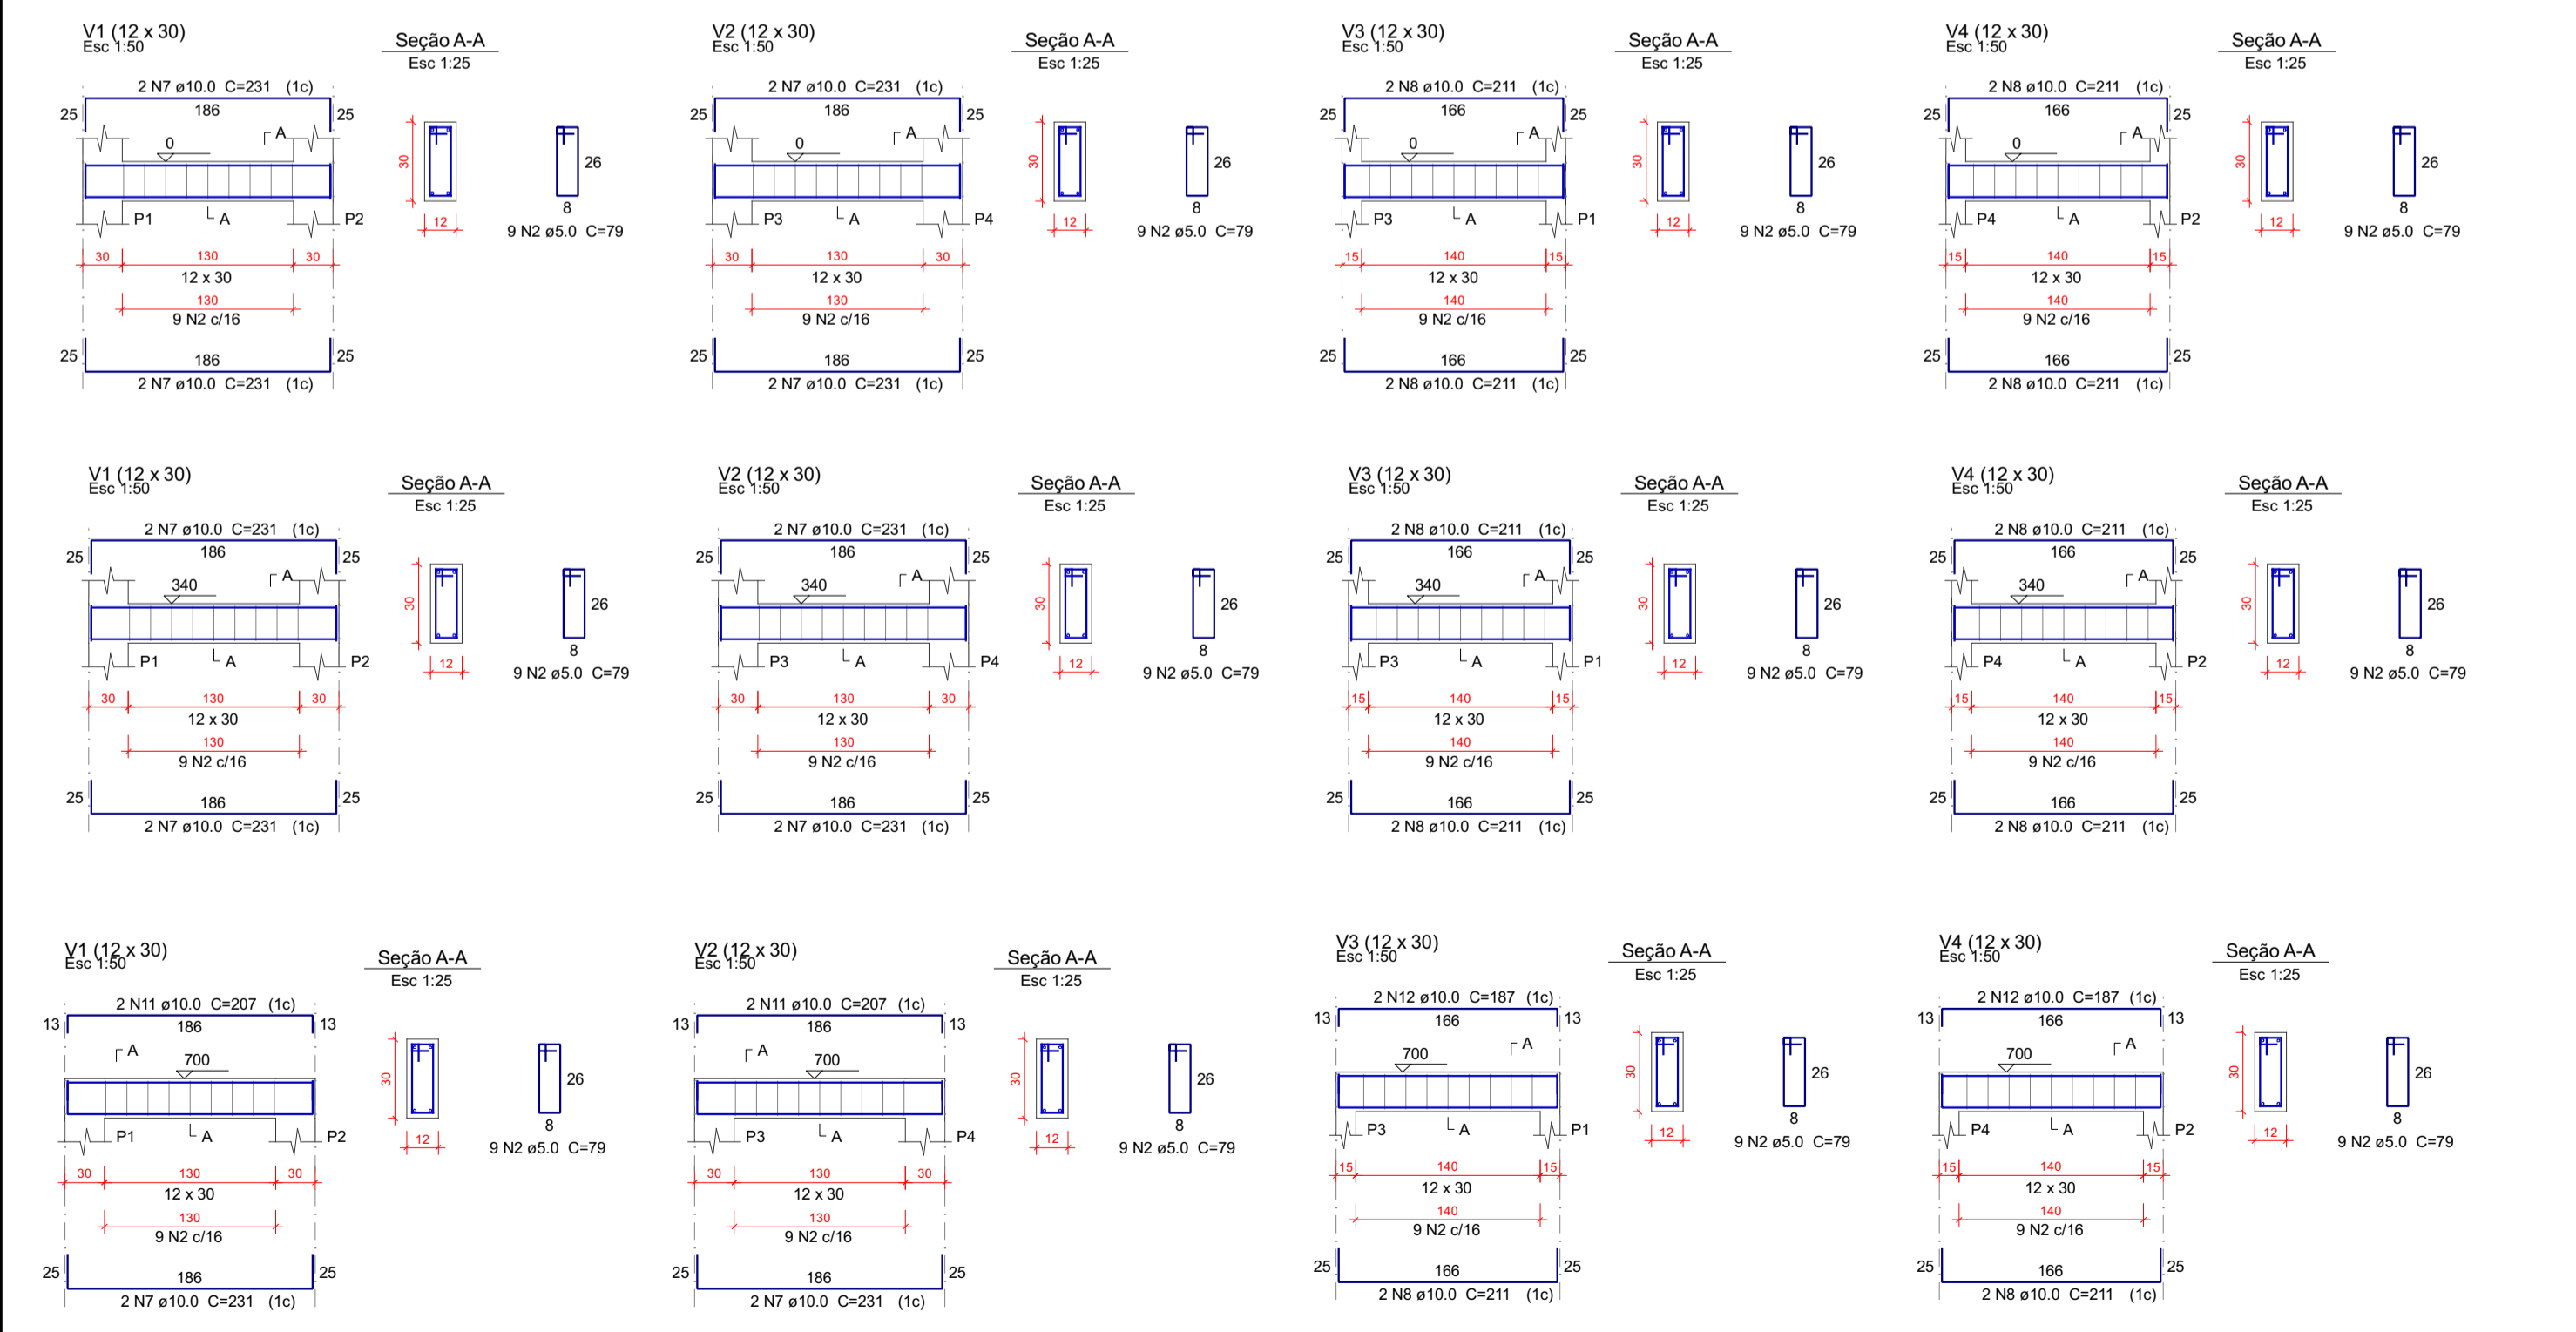 V1 (12 x 30)
Esc 1:50
Seção A-A
Esc 1:25
2 N7 ø10.0 C=231 (1c)
25
186
25
0
A
30
26
P1
A
P2
12
8
9 N2 ø5.0 C=79
30
130
30
12 x 30
130
9 N2 c/16
25
186
25
2 N7 ø10.0 C=231 (1c)
V2 (12 x 30)
Esc 1:50
Seção A-A
Esc 1:25
2 N7 ø10.0 C=231 (1c)
25
186
25
0
A
30
26
P3
A
P4
12
8
9 N2 ø5.0 C=79
30
130
30
12 x 30
130
9 N2 c/16
25
186
25
2 N7 ø10.0 C=231 (1c)
V3 (12 x 30)
Esc 1:50
Seção A-A
Esc 1:25
2 N8 ø10.0 C=211 (1c)
25
166
25
0
A
30
26
P3
A
P1
12
8
9 N2 ø5.0 C=79
15
140
15
12 x 30
140
9 N2 c/16
25
166
25
2 N8 ø10.0 C=211 (1c)
V4 (12 x 30)
Esc 1:50
Seção A-A
Esc 1:25
2 N8 ø10.0 C=211 (1c)
25
166
25
0
A
30
26
P4
A
P2
12
8
9 N2 ø5.0 C=79
15
140
15
12 x 30
140
9 N2 c/16
25
166
25
2 N8 ø10.0 C=211 (1c)
V1 (12 x 30)
Esc 1:50
Seção A-A
Esc 1:25
2 N7 ø10.0 C=231 (1c)
25
186
25
340
A
30
26
P1
A
P2
12
8
9 N2 ø5.0 C=79
30
130
30
12 x 30
130
9 N2 c/16
25
186
25
2 N7 ø10.0 C=231 (1c)
V2 (12 x 30)
Esc 1:50
Seção A-A
Esc 1:25
2 N7 ø10.0 C=231 (1c)
25
186
25
340
A
30
26
P3
A
P4
12
8
9 N2 ø5.0 C=79
30
130
30
12 x 30
130
9 N2 c/16
25
186
25
2 N7 ø10.0 C=231 (1c)
V3 (12 x 30)
Esc 1:50
Seção A-A
Esc 1:25
2 N8 ø10.0 C=211 (1c)
25
166
25
340
A
30
26
P3
A
P1
12
8
9 N2 ø5.0 C=79
15
140
15
12 x 30
140
9 N2 c/16
25
166
25
2 N8 ø10.0 C=211 (1c)
V4 (12 x 30)
Esc 1:50
Seção A-A
Esc 1:25
2 N8 ø10.0 C=211 (1c)
25
166
25
340
A
30
26
P4
A
P2
12
8
9 N2 ø5.0 C=79
15
140
15
12 x 30
140
9 N2 c/16
25
166
25
2 N8 ø10.0 C=211 (1c)
V1 (12 x 30)
Esc 1:50
Seção A-A
Esc 1:25
2 N11 ø10.0 C=207 (1c)
13
186
13
A
700
30
26
P1
A
P2
12
8
9 N2 ø5.0 C=79
30
130
30
12 x 30
130
9 N2 c/16
25
186
25
2 N7 ø10.0 C=231 (1c)
V2 (12 x 30)
Esc 1:50
Seção A-A
Esc 1:25
2 N11 ø10.0 C=207 (1c)
13
186
13
A
700
30
26
P3
A
P4
12
8
9 N2 ø5.0 C=79
30
130
30
12 x 30
130
9 N2 c/16
25
186
25
2 N7 ø10.0 C=231 (1c)
V3 (12 x 30)
Esc 1:50
Seção A-A
Esc 1:25
2 N12 ø10.0 C=187 (1c)
13
166
13
700
A
30
26
P3
A
P1
12
8
9 N2 ø5.0 C=79
15
140
15
12 x 30
140
9 N2 c/16
25
166
25
2 N8 ø10.0 C=211 (1c)
V4 (12 x 30)
Esc 1:50
Seção A-A
Esc 1:25
2 N12 ø10.0 C=187 (1c)
13
166
13
700
A
30
26
P4
A
P2
12
8
9 N2 ø5.0 C=79
15
140
15
12 x 30
140
9 N2 c/16
25
166
25
2 N8 ø10.0 C=211 (1c)